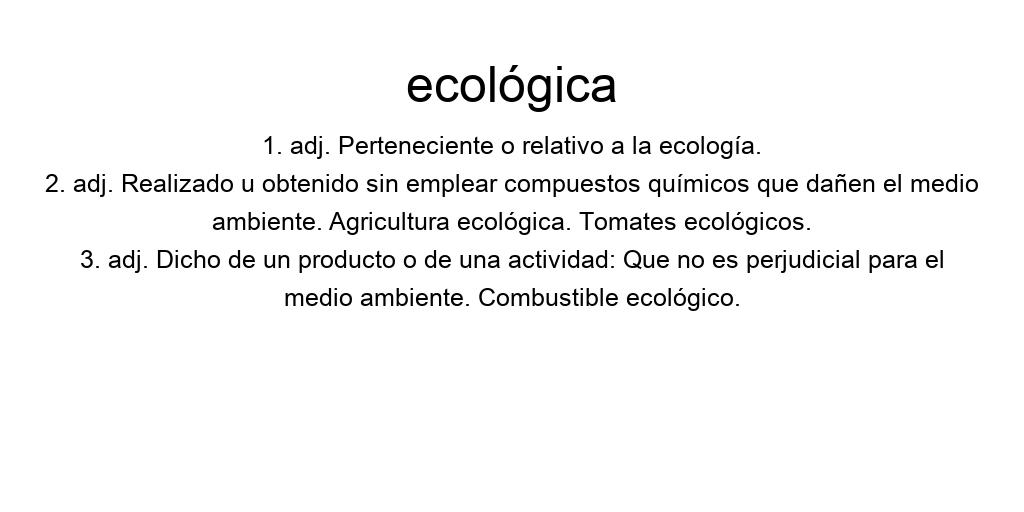 ecológica
1. adj. Perteneciente o relativo a la ecología.
2. adj. Realizado u obtenido sin emplear compuestos químicos que dañen el medio
ambiente. Agricultura ecológica. Tomates ecológicos.
3. adj. Dicho de un producto o de una actividad: Que no es perjudicial para el
medio ambiente. Combustible ecológico.